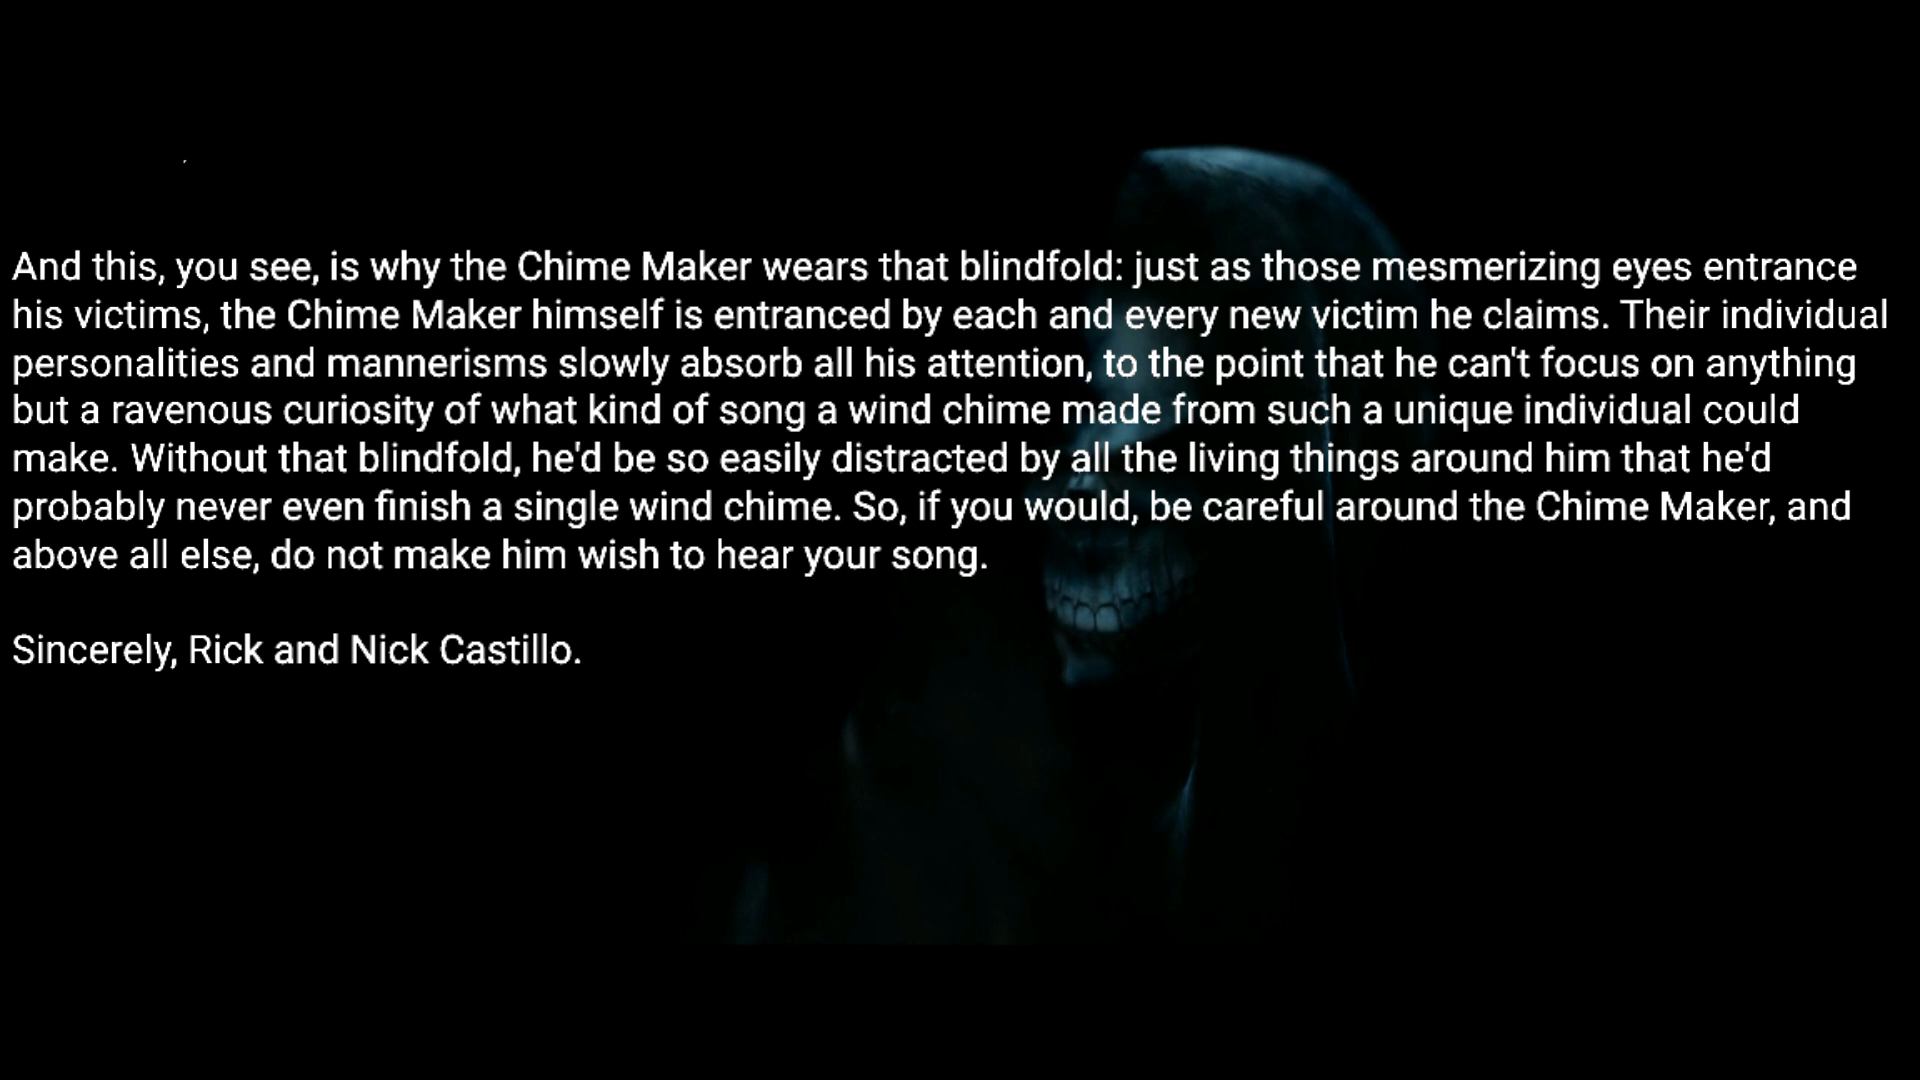 And this, you see, is why the Chime Maker wears that blindfold: just as those mesmerizing eyes entrance
his victims, the Chime Maker himself is entranced by each and every new victim he claims. Their individual
personalities and mannerisms slowly absorb all his attention, to the point that he can't focus on anything
but a ravenous curiosity of what kind of song a wind chime made from such a unique individual could
make. Without that blindfold, he'd be so easily distracted by all the living things around him that he'd
probably never even finish a single wind chime. So, if you would, be careful around the Chime Maker, and
above all else, do not make him wish to hear your song.
Sincerely, Rick and Nick Castillo.